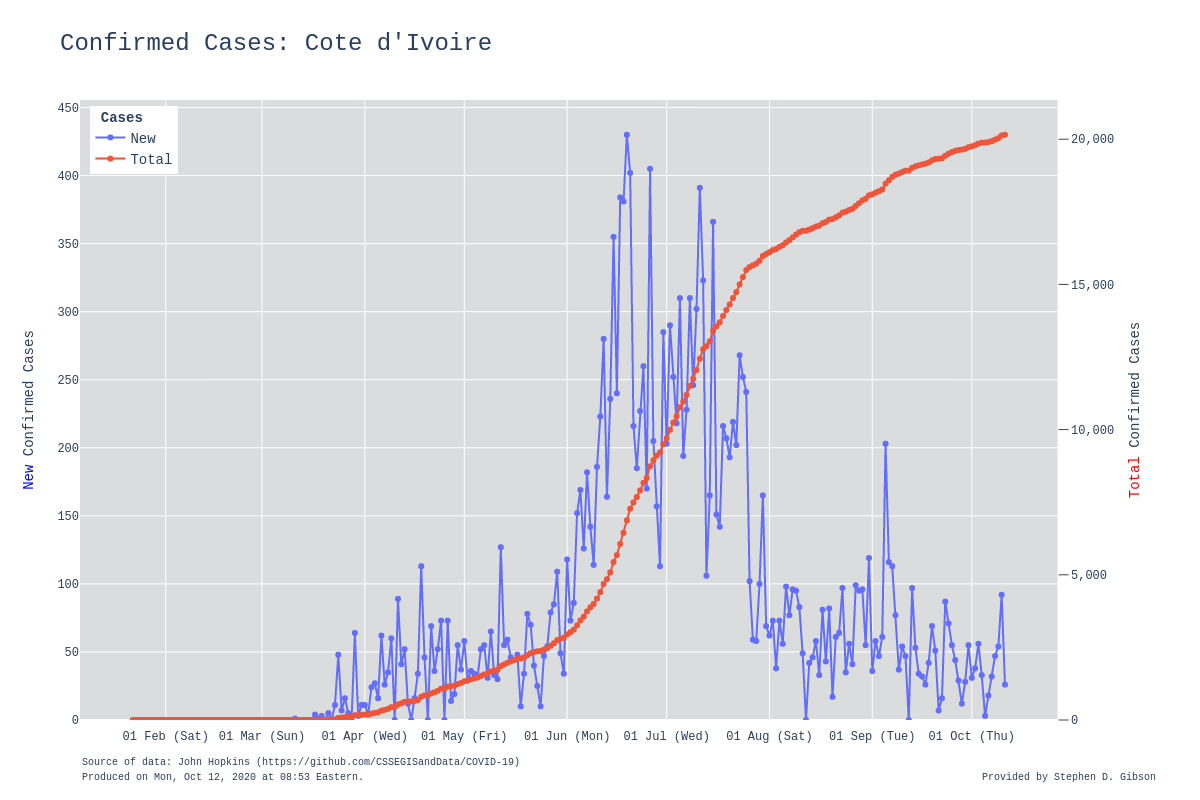 Confirmed Cases: Cote d'Ivoire
Cases
New
Total
450
400
350
300
250
200
150
100
50
0
20,000
15,000
10,000
5,000
0
New Confirmed Cases
Total Confirmed Cases
01 Feb (Sat) 01 Mar (Sun) 01 Apr (Wed) 01 May (Fri) 01 Jun (Mon) 01 Jul (Wed) 01 Aug (Sat) 01 Sep (Tue) 01 Oct (Thu)
Source of data: John Hopkins (https://github.com/CSSEGISandData/COVID-19)
Produced on Mon, Oct 12, 2020 at 08:53 Eastern.
Provided by Stephen D. Gibson